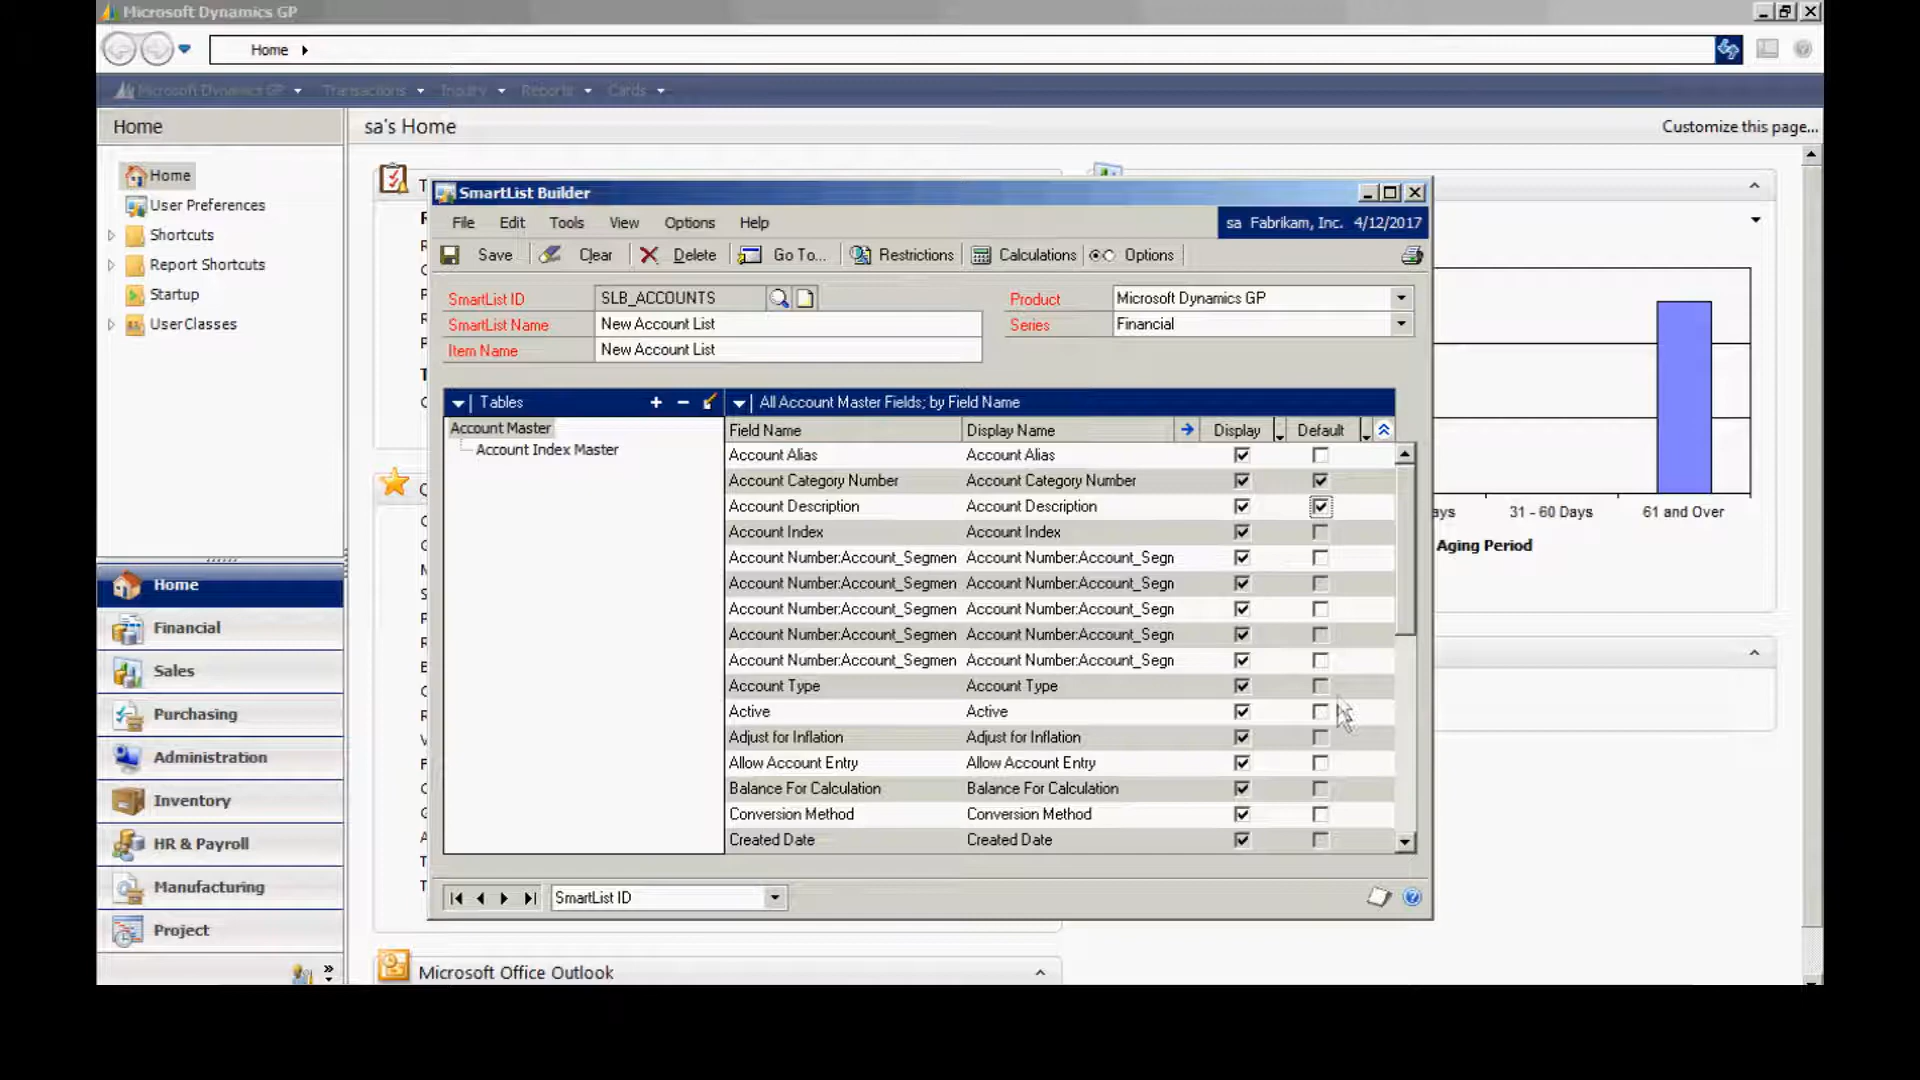 Microsoft Dynamics GP
Home
Microsoft Dynamics GP Transactions Inquiry Reports Cards
Home
sa's Home
Customize this page...
Home
User Preferences
Shortcuts
Report Shortcuts
Startup
UserClasses
SmartList Builder
File Edit Tools View Options Help
sa Fabrikam, Inc. 4/12/2017
Save Clear Delete Go To... Restrictions Calculations Options
SmartList ID SLB_ACCOUNTS
Product Microsoft Dynamics GP
SmartList Name New Account List
Series Financial
Item Name New Account List
Tables
All Account Master Fields; by Field Name
Account Master
Account Index Master
Field Name Display Name Display Default
Account Alias Account Alias
Account Category Number Account Category Number
Account Description Account Description
Account Index Account Index
Account Number:Account_Segmen Account Number:Account_Segn
Account Number:Account_Segmen Account Number:Account_Segn
Account Number:Account_Segmen Account Number:Account_Segn
Account Number:Account_Segmen Account Number:Account_Segn
Account Number:Account_Segmen Account Number:Account_Segn
Account Type Account Type
Active Active
Adjust for Inflation Adjust for Inflation
Allow Account Entry Allow Account Entry
Balance For Calculation Balance For Calculation
Conversion Method Conversion Method
Created Date Created Date
SmartList ID
ays 31 - 60 Days 61 and Over
Aging Period
Home
Financial
Sales
Purchasing
Administration
Inventory
HR & Payroll
Manufacturing
Project
Microsoft Office Outlook